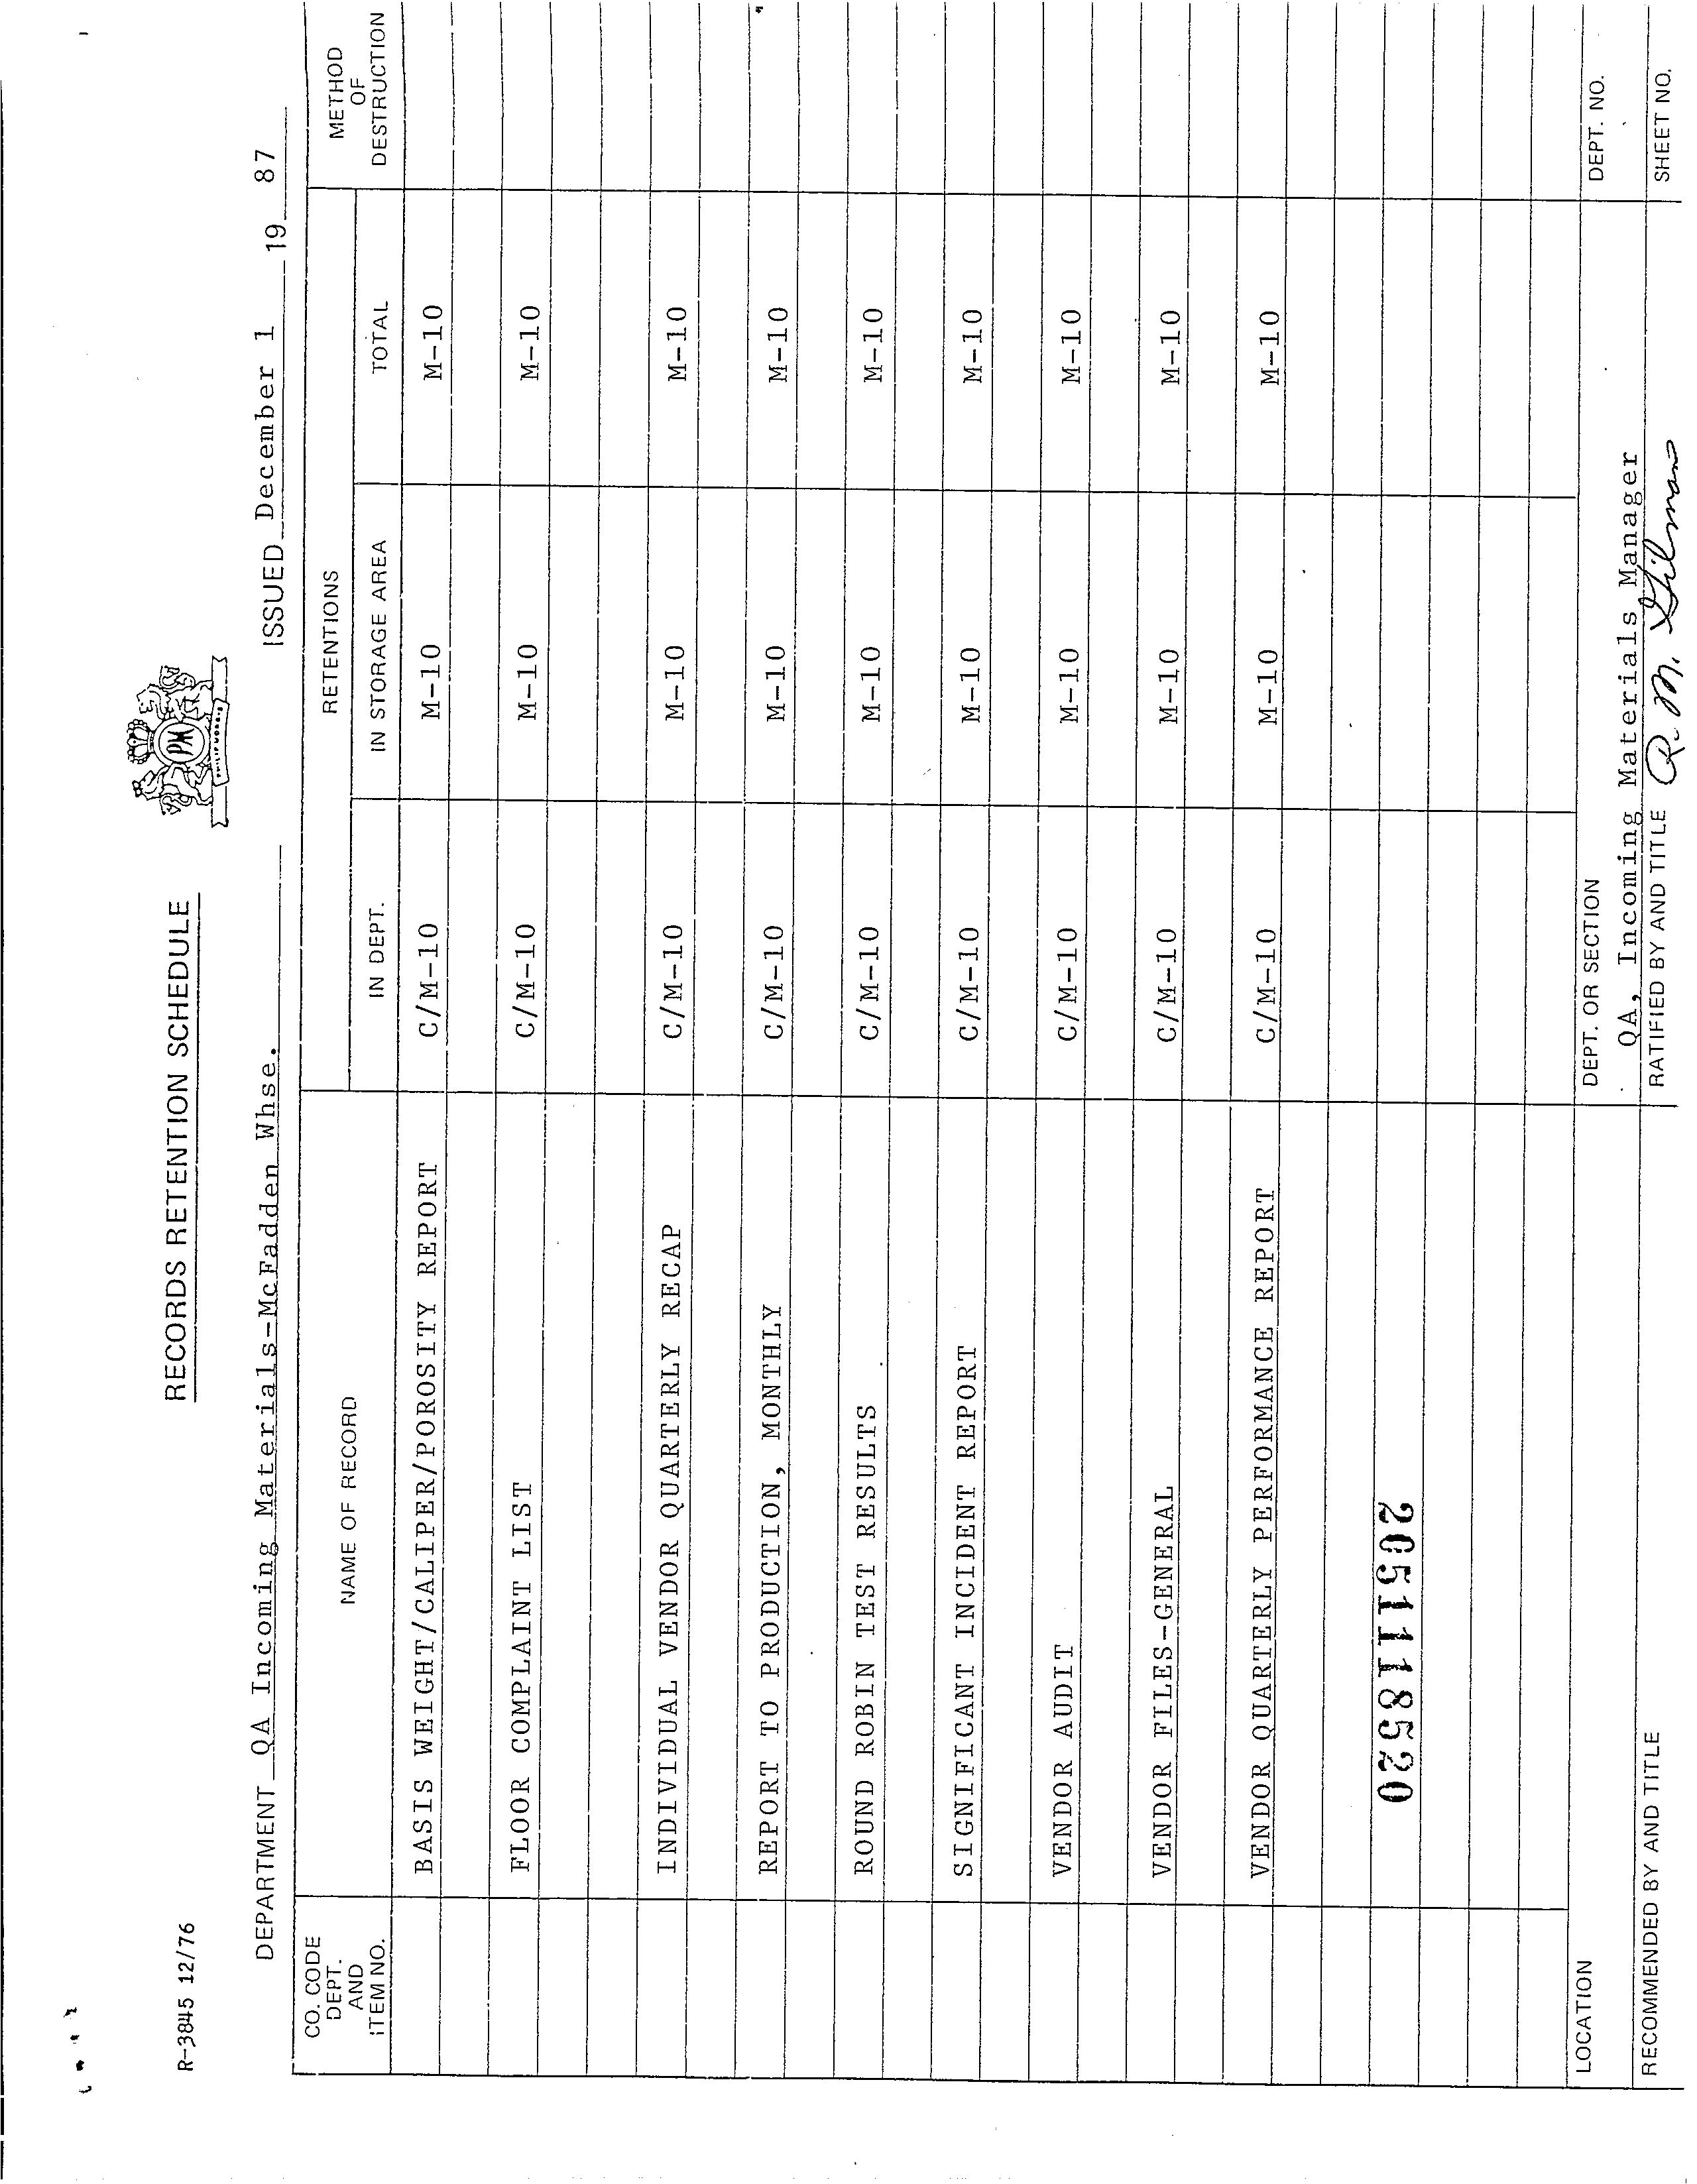 R-3845 12/76
RECORDS RETENTION SCHEDULE
PM
PHILIP MORRIS
DEPARTMENT QA Incoming Materials-McFadden Whse. ISSUED December 1 19 87
CO. CODE
DEPT.
AND
ITEM NO.
NAME OF RECORD
RETENTIONS
METHOD
OF
DESTRUCTION
IN DEPT. IN STORAGE AREA TOTAL
BASIS WEIGHT/CALIPER/POROSITY REPORT C/M-10 M-10 M-10
FLOOR COMPLAINT LIST C/M-10 M-10 M-10
INDIVIDUAL VENDOR QUARTERLY RECAP C/M-10 M-10 M-10
REPORT TO PRODUCTION, MONTHLY C/M-10 M-10 M-10
ROUND ROBIN TEST RESULTS C/M-10 M-10 M-10
SIGNIFICANT INCIDENT REPORT C/M-10 M-10 M-10
VENDOR AUDIT C/M-10 M-10 M-10
VENDOR FILES-GENERAL C/M-10 M-10 M-10
VENDOR QUARTERLY PERFORMANCE REPORT C/M-10 M-10 M-10
2051118520
LOCATION DEPT. OR SECTION DEPT. NO.
QA, Incoming Materials Manager
RECOMMENDED BY AND TITLE RATIFIED BY AND TITLE R. M. Gilman SHEET NO.